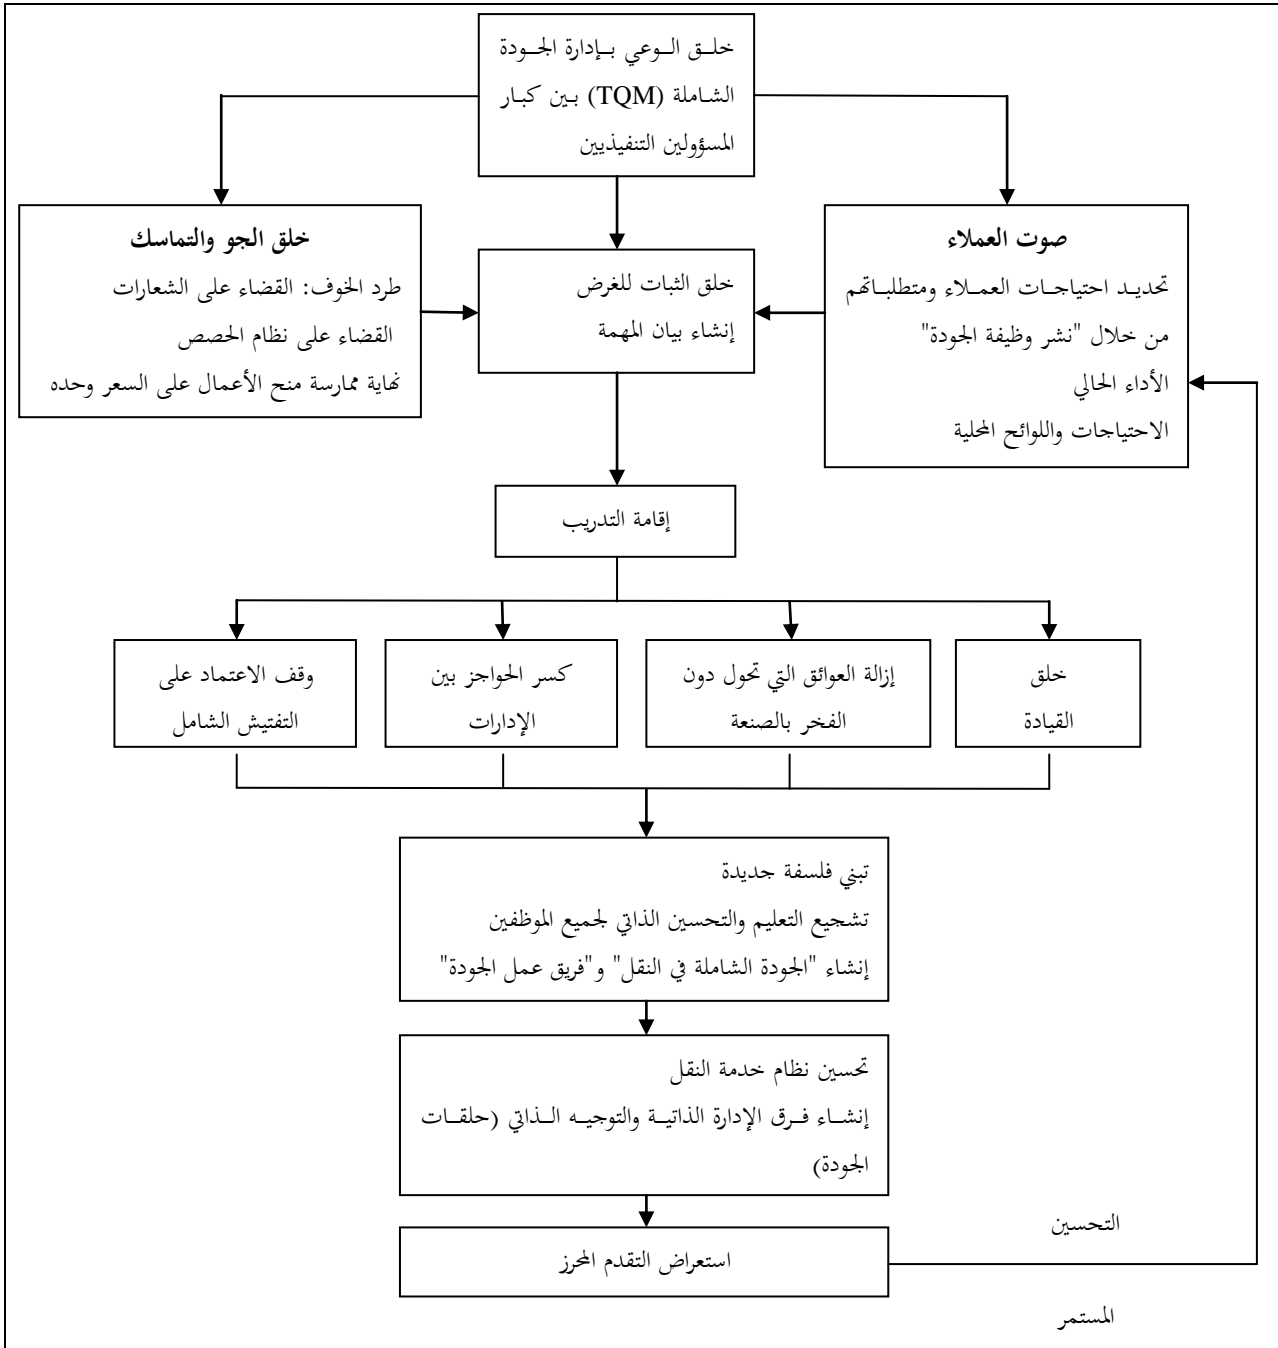 خلق الوعي بإدارة الجودة
الشاملة (TQM) بين كبار
المسؤولين التنفيذيين
صوت العملاء
تحديد احتياجات العملاء ومتطلباتهم
من خلال "نشر وظيفة الجودة"
الأداء الحالي
الاحتياجات واللوائح المحلية
خلق الثبات للغرض
إنشاء بيان المهمة
خلق الجو والتماسك
طرد الخوف: القضاء على الشعارات
القضاء على نظام الحصص
نهاية ممارسة منح الأعمال على السعر وحده
إقامة التدريب
خلق
القيادة
إزالة العوائق التي تحول دون
الفخر بالصنعة
كسر الحواجز بين
الإدارات
وقف الاعتماد على
التفتيش الشامل
تبني فلسفة جديدة
تشجيع التعليم والتحسين الذاتي لجميع الموظفين
إنشاء "الجودة الشاملة في النقل" و"فريق عمل الجودة"
تحسين نظام خدمة النقل
إنشاء فرق الإدارة الذاتية والتوجيه الذاتي (حلقات
الجودة)
استعراض التقدم المحرز
التحسين
المستمر